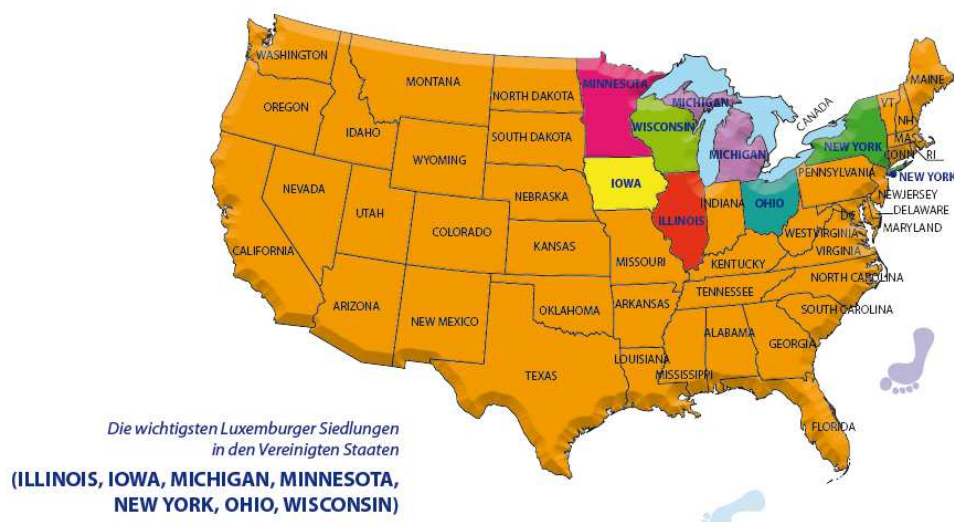 WASHINGTON
MONTANA
NORTH DAKOTA
MINNESOTA
MAINE
OREGON
IDAHO
SOUTH DAKOTA
WISCONSIN
MICHIGAN
MICHIGAN
CANADA
VT
NH
MASS
CONN
RI
NEW YORK
NEW YORK
WYOMING
IOWA
PENNSYLVANIA
NEWJERSEY
NEVADA
UTAH
NEBRASKA
ILLINOIS
INDIANA
OHIO
DC
DELAWARE
MARYLAND
CALIFORNIA
COLORADO
KANSAS
MISSOURI
KENTUCKY
WESTVIRGINIA
VIRGINIA
NORTH CAROLINA
ARIZONA
NEW MEXICO
OKLAHOMA
ARKANSAS
TENNESSEE
SOUTH CAROLINA
TEXAS
LOUISIANA
MISSISSIPPI
ALABAMA
GEORGIA
FLORIDA
Die wichtigsten Luxemburger Siedlungen
in den Vereinigten Staaten
(ILLINOIS, IOWA, MICHIGAN, MINNESOTA,
NEW YORK, OHIO, WISCONSIN)